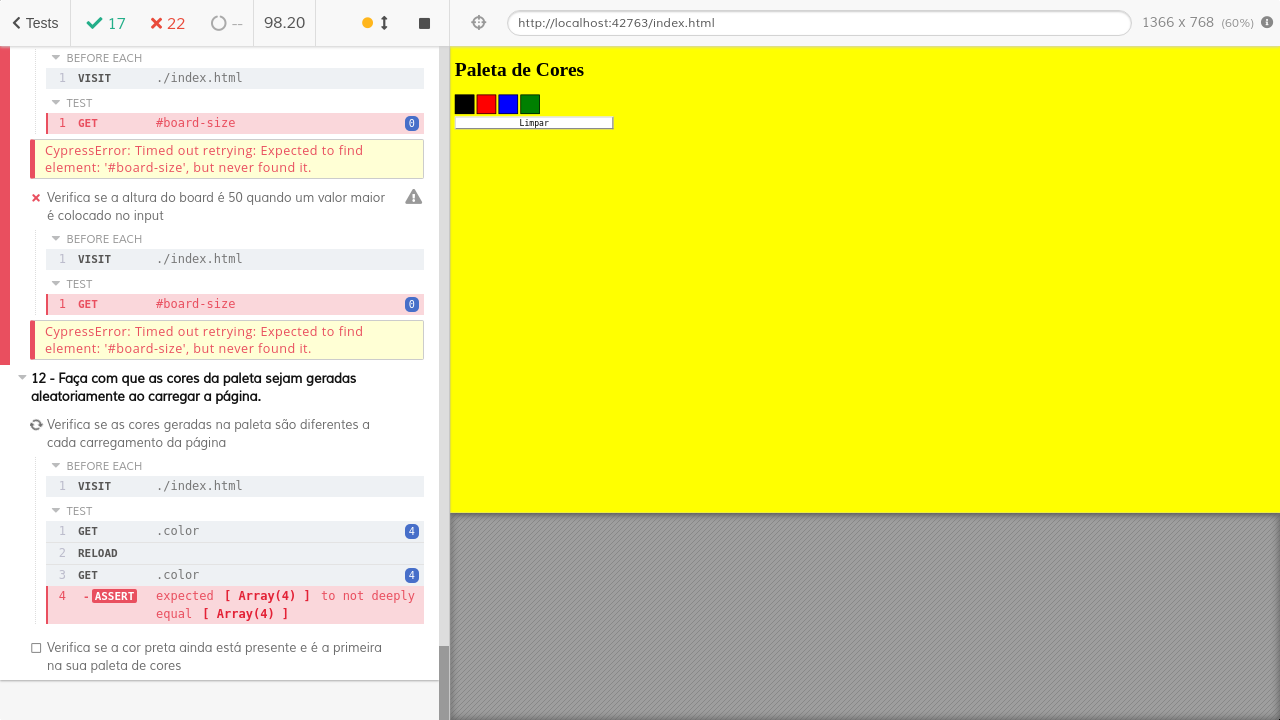 Tests
17
22
--
98.20
http://localhost:42763/index.html
1366 x 768 (60%)
BEFORE EACH
1 VISIT ./index.html
TEST
1 GET #board-size 0
CypressError: Timed out retrying: Expected to find
element: '#board-size', but never found it.
Verifica se a altura do board é 50 quando um valor maior
é colocado no input
BEFORE EACH
1 VISIT ./index.html
TEST
1 GET #board-size 0
CypressError: Timed out retrying: Expected to find
element: '#board-size', but never found it.
12 - Faça com que as cores da paleta sejam geradas
aleatoriamente ao carregar a página.
Verifica se as cores geradas na paleta são diferentes a
cada carregamento da página
BEFORE EACH
1 VISIT ./index.html
TEST
1 GET .color 4
2 RELOAD
3 GET .color 4
4 -ASSERT expected [ Array(4) ] to not deeply
equal [ Array(4) ]
Verifica se a cor preta ainda está presente e é a primeira
na sua paleta de cores
Paleta de Cores
Limpar